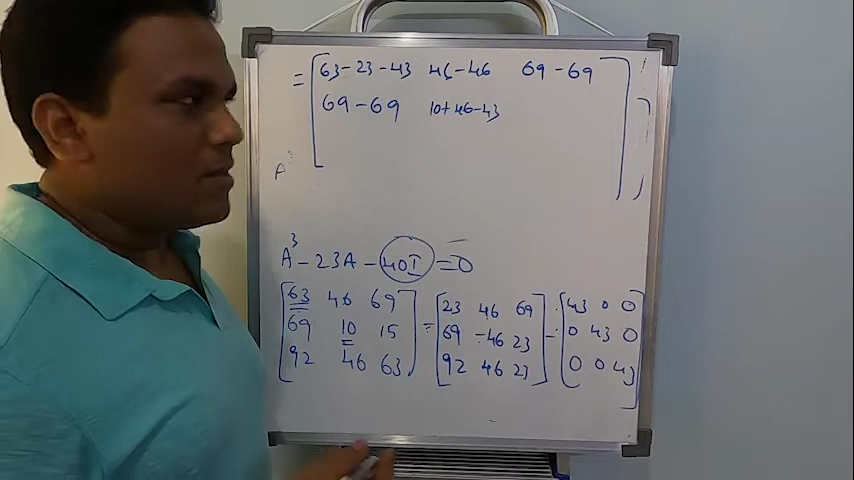 = [ 63-23-43 46-46 69-69 ]
69-69 10+46-43
A
A³ - 23A - 40I = 0
[ 63 46 69 ] = [ 23 46 69 ] - [ 43 0 0 ]
69 10 15 69 -46 23 0 43 0
92 46 63 92 46 23 0 0 43